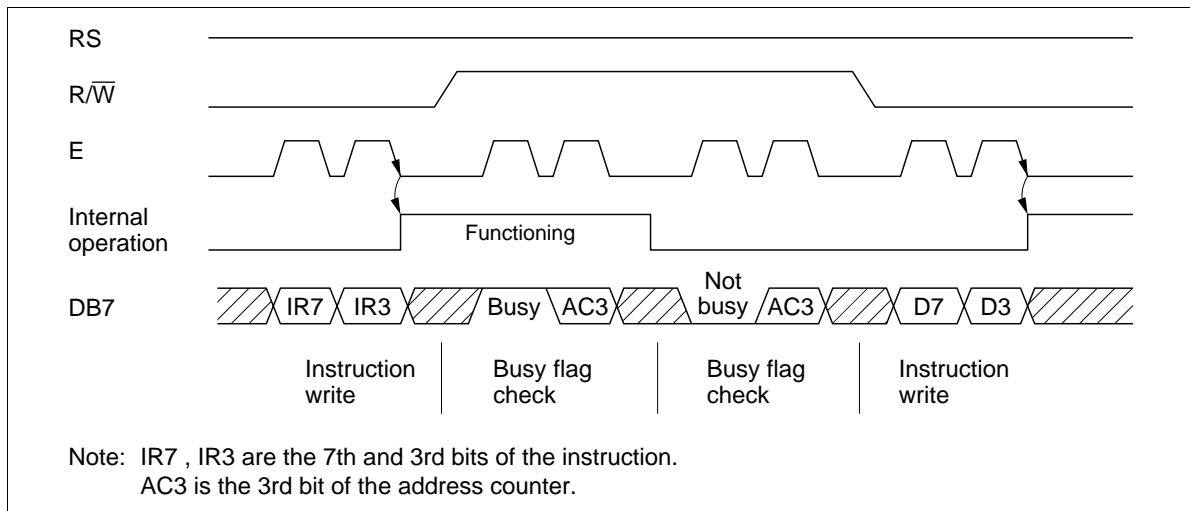 RS
R/W̅
E
Internal
operation
Functioning
DB7
IR7 IR3 Busy AC3 Not
busy AC3 D7 D3
Instruction
write
Busy flag
check
Busy flag
check
Instruction
write
Note: IR7 , IR3 are the 7th and 3rd bits of the instruction.
AC3 is the 3rd bit of the address counter.